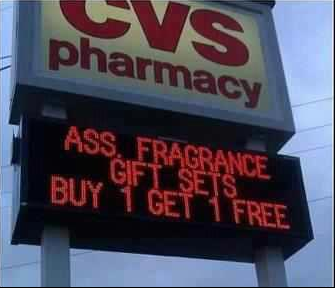 CVS
pharmacy
ASS. FRAGRANCE
GIFT SETS
BUY 1 GET 1 FREE